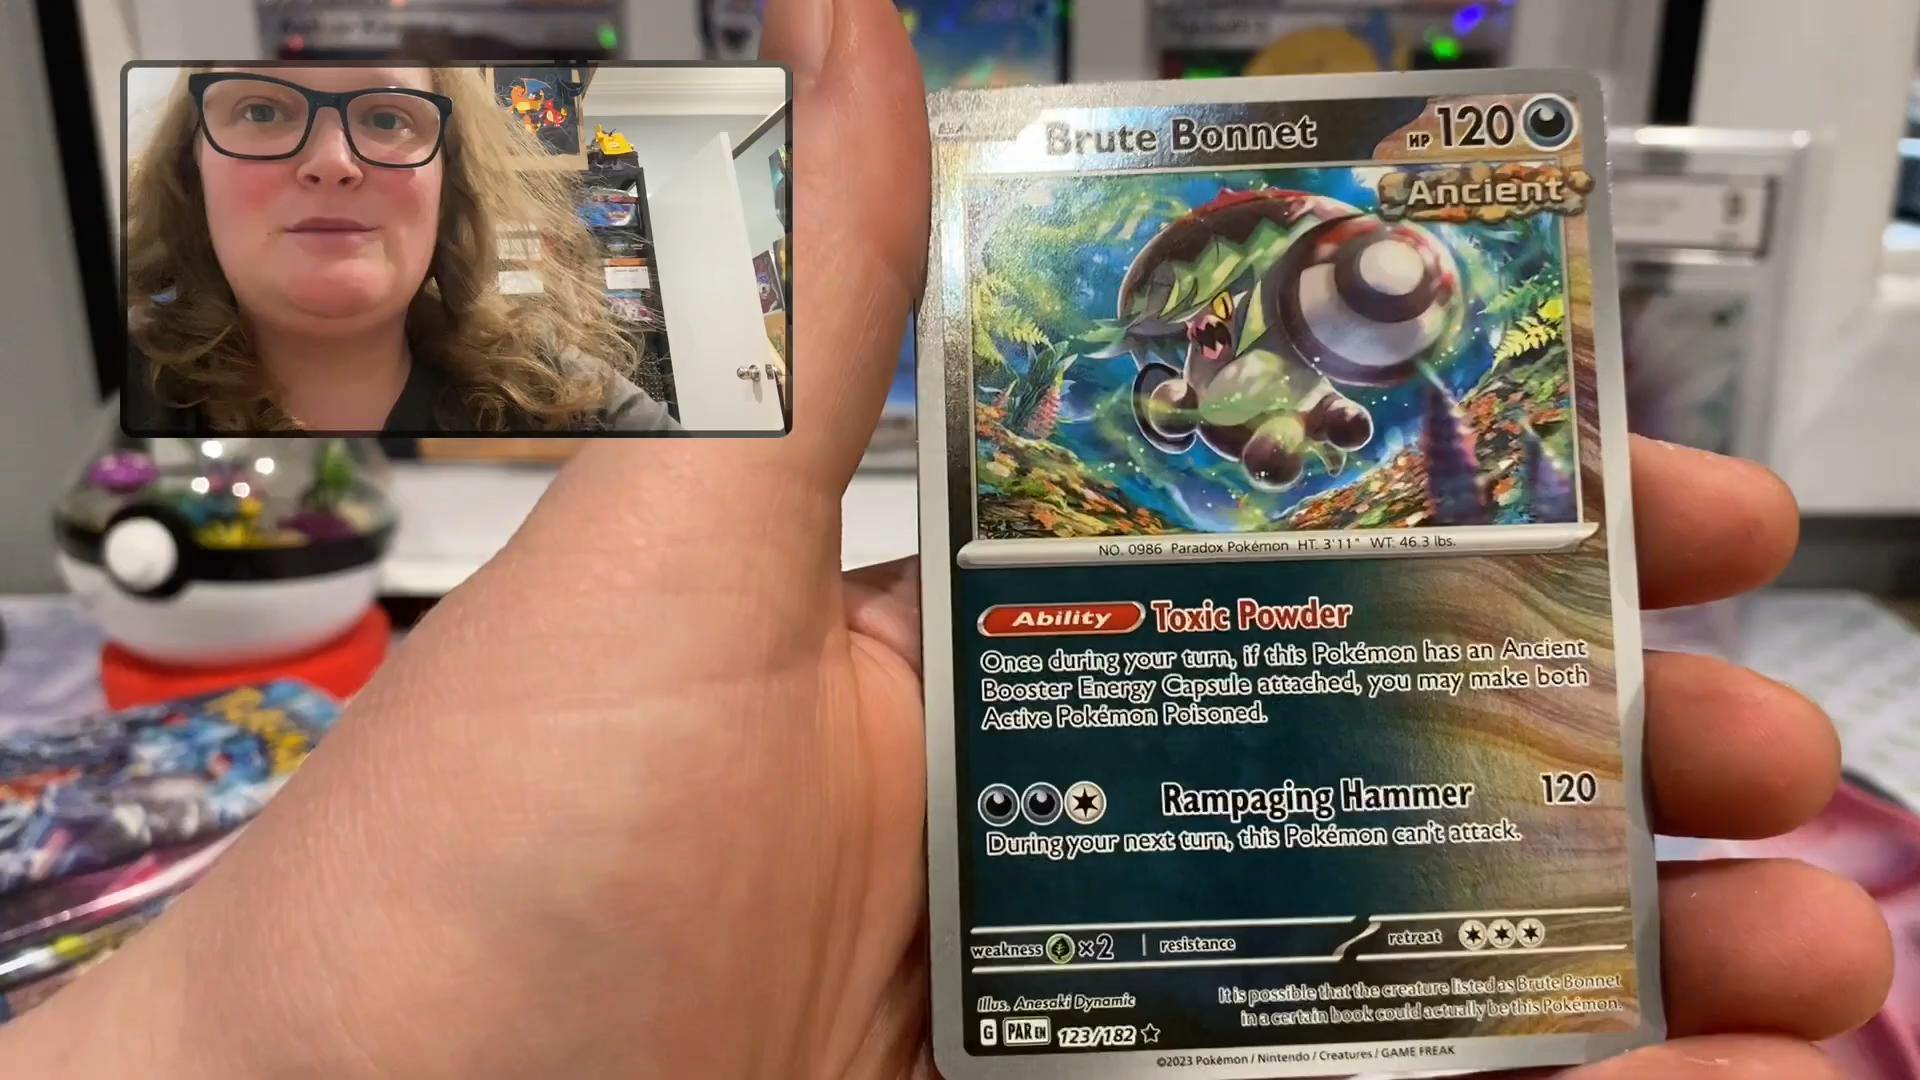 Brute Bonnet
HP 120
Ancient
NO. 0986 Paradox Pokémon HT: 3'11" WT: 46.3 lbs.
Ability Toxic Powder
Once during your turn, if this Pokémon has an Ancient
Booster Energy Capsule attached, you may make both
Active Pokémon Poisoned.
Rampaging Hammer 120
During your next turn, this Pokémon can't attack.
weakness ×2 resistance retreat
Illus. Anesaki Dynamic
It is possible that the creature listed as Brute Bonnet
in a certain book could actually be this Pokémon.
G PAR EN 123/182
©2023 Pokémon / Nintendo / Creatures / GAME FREAK